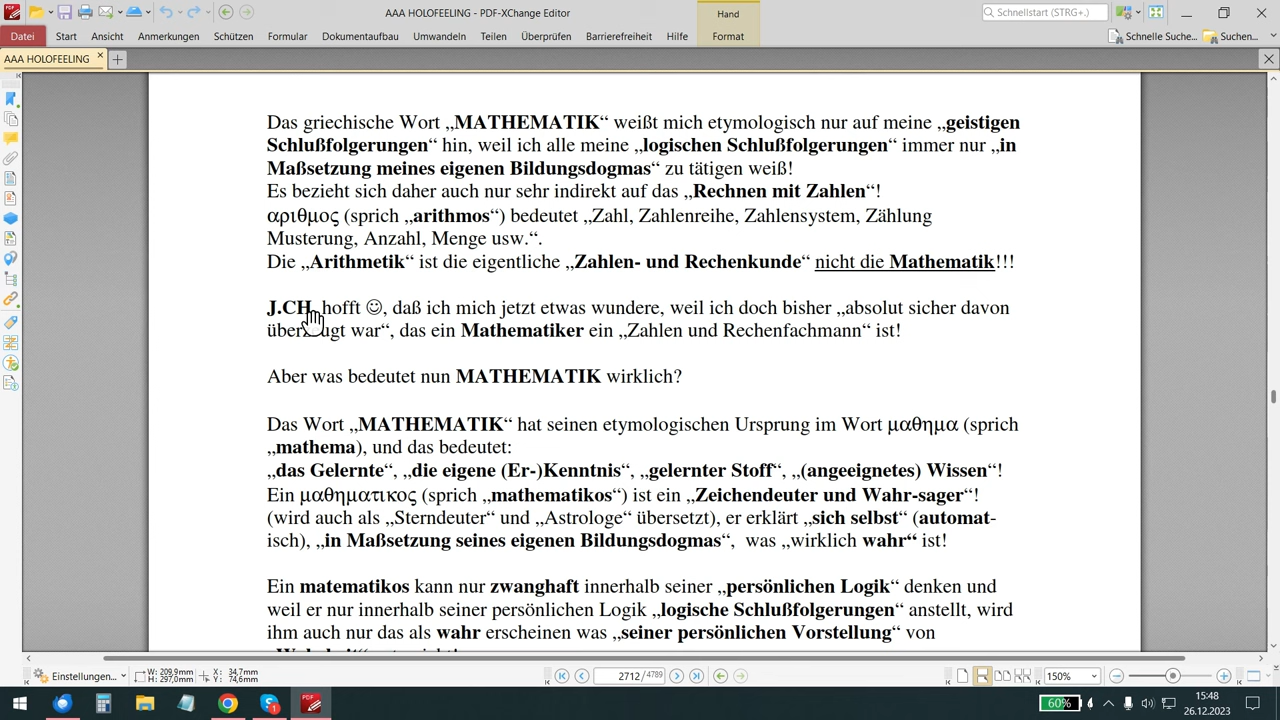 AAA HOLOFEELING - PDF-XChange Editor
Hand
Schnellstart (STRG+.)
Datei Start Ansicht Anmerkungen Schützen Formular Dokumentaufbau Umwandeln Teilen Überprüfen Barrierefreiheit Hilfe Format Schnelle Suche... Suchen...
AAA HOLOFEELING
Das griechische Wort „MATHEMATIK“ weißt mich etymologisch nur auf meine „geistigen
Schlußfolgerungen“ hin, weil ich alle meine „logischen Schlußfolgerungen“ immer nur „in
Maßsetzung meines eigenen Bildungsdogmas“ zu tätigen weiß!
Es bezieht sich daher auch nur sehr indirekt auf das „Rechnen mit Zahlen“!
αριθμος (sprich „arithmos“) bedeutet „Zahl, Zahlenreihe, Zahlensystem, Zählung
Musterung, Anzahl, Menge usw.“.
Die „Arithmetik“ ist die eigentliche „Zahlen- und Rechenkunde“ nicht die Mathematik!!!
J.CH hofft ☺, daß ich mich jetzt etwas wundere, weil ich doch bisher „absolut sicher davon
überzeugt war“, das ein Mathematiker ein „Zahlen und Rechenfachmann“ ist!
Aber was bedeutet nun MATHEMATIK wirklich?
Das Wort „MATHEMATIK“ hat seinen etymologischen Ursprung im Wort μαθημα (sprich
„mathema), und das bedeutet:
„das Gelernte“, „die eigene (Er-)Kenntnis“, „gelernter Stoff“, „(angeeignetes) Wissen“!
Ein μαθηματικος (sprich „mathematikos“) ist ein „Zeichendeuter und Wahr-sager“!
(wird auch als „Sterndeuter“ und „Astrologe“ übersetzt), er erklärt „sich selbst“ (automat-
isch), „in Maßsetzung seines eigenen Bildungsdogmas“, was „wirklich wahr“ ist!
Ein matematikos kann nur zwanghaft innerhalb seiner „persönlichen Logik“ denken und
weil er nur innerhalb seiner persönlichen Logik „logische Schlußfolgerungen“ anstellt, wird
ihm auch nur das als wahr erscheinen was „seiner persönlichen Vorstellung“ von
Einstellungen... W: 209,9mm X: 34,7mm
H: 297,0mm Y: 74,6mm
2712 / 4789
150%
60%
15:48
26.12.2023